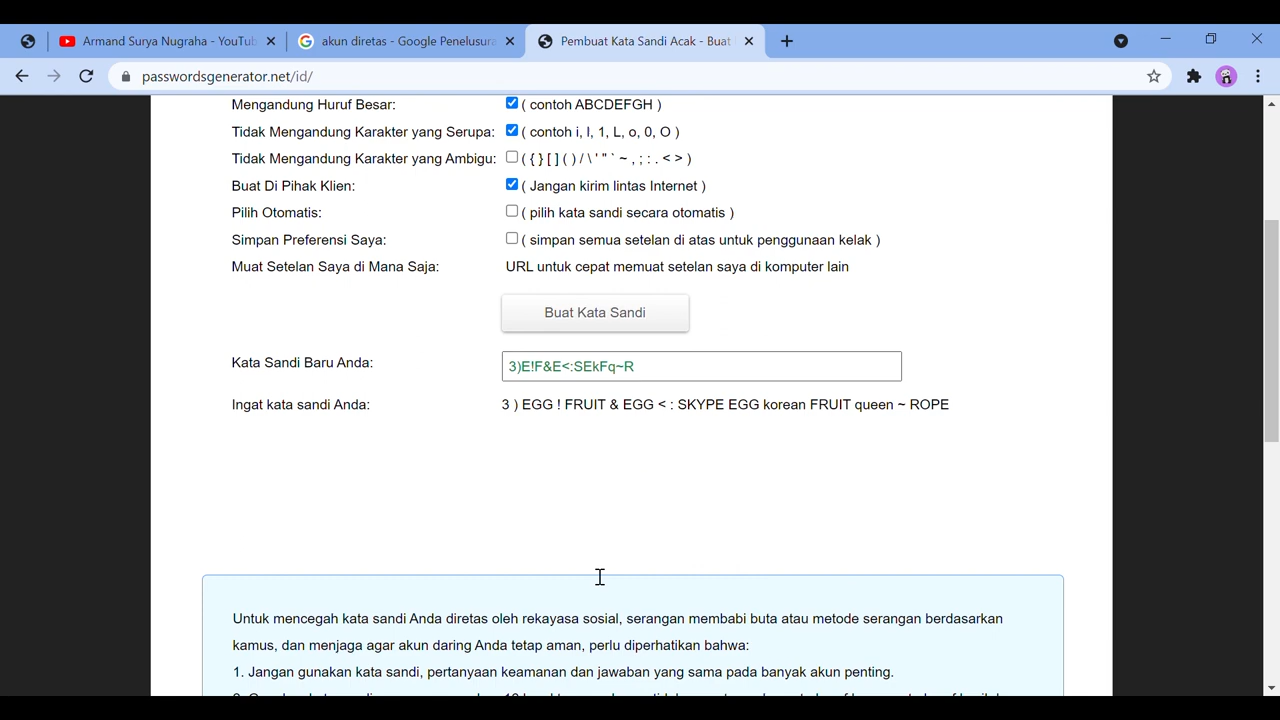 Armand Surya Nugraha - YouTub
akun diretas - Google Penelusura
Pembuat Kata Sandi Acak - Buat
passwordsgenerator.net/id/
Mengandung Huruf Besar: ( contoh ABCDEFGH )
Tidak Mengandung Karakter yang Serupa: ( contoh i, l, 1, L, o, 0, O )
Tidak Mengandung Karakter yang Ambigu: ( { } [ ] ( ) / \ ' " ` ~ , ; : . < > )
Buat Di Pihak Klien: ( Jangan kirim lintas Internet )
Pilih Otomatis: ( pilih kata sandi secara otomatis )
Simpan Preferensi Saya: ( simpan semua setelan di atas untuk penggunaan kelak )
Muat Setelan Saya di Mana Saja: URL untuk cepat memuat setelan saya di komputer lain
Buat Kata Sandi
Kata Sandi Baru Anda: 3)E!F&E<:SEkFq~R
Ingat kata sandi Anda: 3 ) EGG ! FRUIT & EGG < : SKYPE EGG korean FRUIT queen ~ ROPE
Untuk mencegah kata sandi Anda diretas oleh rekayasa sosial, serangan membabi buta atau metode serangan berdasarkan
kamus, dan menjaga agar akun daring Anda tetap aman, perlu diperhatikan bahwa:
1. Jangan gunakan kata sandi, pertanyaan keamanan dan jawaban yang sama pada banyak akun penting.